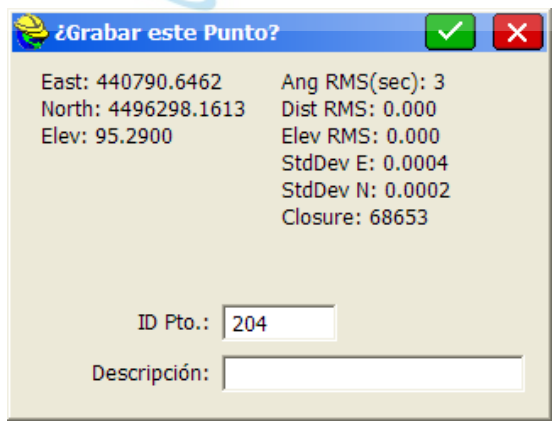 ¿Grabar este Punto?
East: 440790.6462
North: 4496298.1613
Elev: 95.2900
Ang RMS(sec): 3
Dist RMS: 0.000
Elev RMS: 0.000
StdDev E: 0.0004
StdDev N: 0.0002
Closure: 68653
ID Pto.: 204
Descripción: